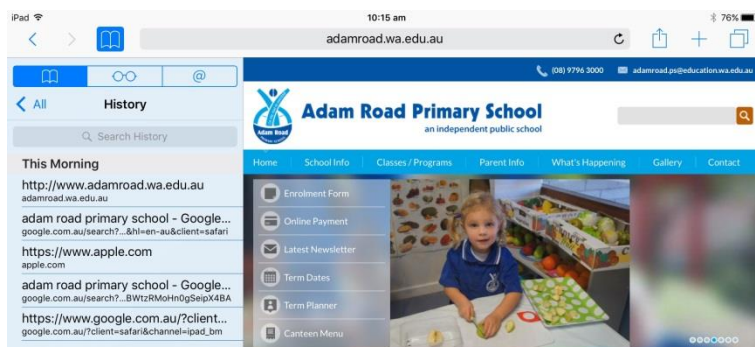 iPad 10:15 am 76%
adamroad.wa.edu.au
@
(08) 9796 3000 adamroad.ps@education.wa.edu.au
All History
Search History
This Morning
http://www.adamroad.wa.edu.au
adamroad.wa.edu.au
adam road primary school - Google...
google.com.au/search?...&hl=en-au&client=safari
https://www.apple.com
apple.com
adam road primary school - Google...
google.com.au/search?...BWtzRMoHn0gSeipX4BA
https://www.google.com.au/?client...
google.com.au/?client=safari&channel=ipad_bm
Adam Road
Adam Road Primary School
an independent public school
Home School Info Classes / Programs Parent Info What's Happening Gallery Contact
Enrolment Form
Online Payment
Latest Newsletter
Term Dates
Term Planner
Canteen Menu